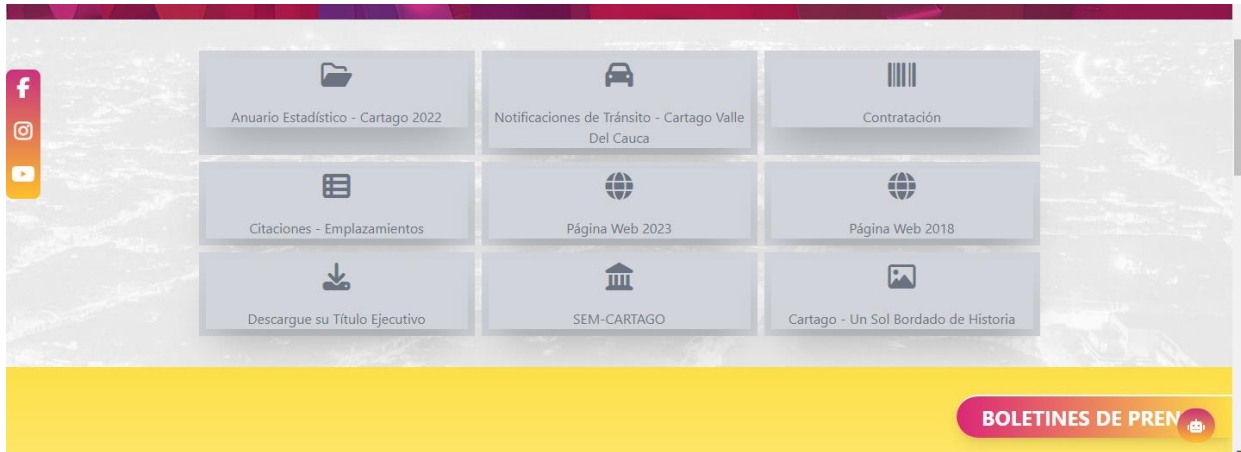 Anuario Estadístico - Cartago 2022
Notificaciones de Tránsito - Cartago Valle
Del Cauca
Contratación
Citaciones - Emplazamientos
Página Web 2023
Página Web 2018
Descargue su Título Ejecutivo
SEM-CARTAGO
Cartago - Un Sol Bordado de Historia
BOLETINES DE PREN